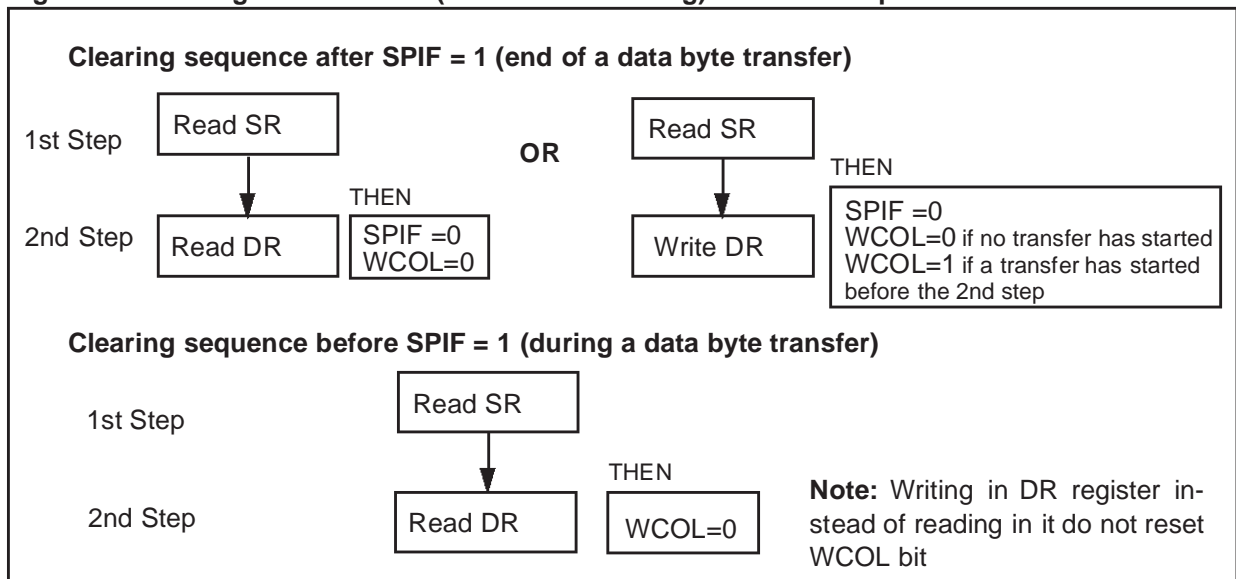 Clearing sequence after SPIF = 1 (end of a data byte transfer)
1st Step
Read SR
OR
Read SR
THEN
THEN
2nd Step
Read DR
SPIF =0
WCOL=0
Write DR
SPIF =0
WCOL=0 if no transfer has started
WCOL=1 if a transfer has started
before the 2nd step
Clearing sequence before SPIF = 1 (during a data byte transfer)
1st Step
Read SR
THEN
2nd Step
Read DR
WCOL=0
Note: Writing in DR register in-
stead of reading in it do not reset
WCOL bit